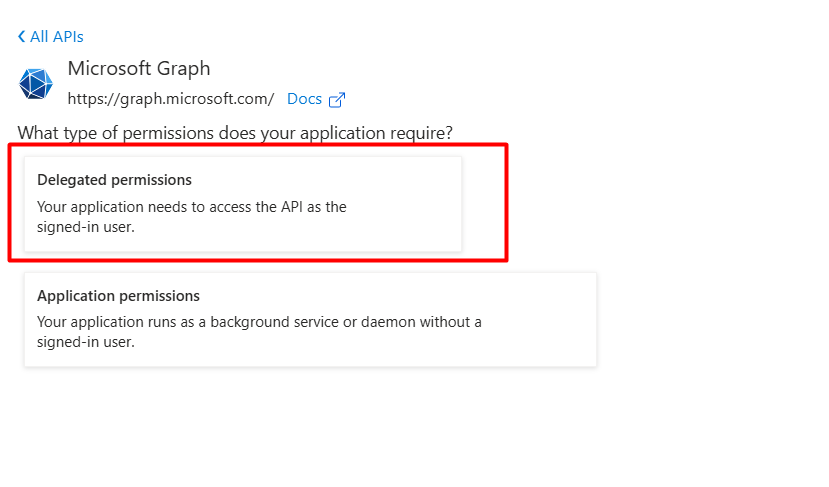 All APIs
Microsoft Graph
https://graph.microsoft.com/ Docs
What type of permissions does your application require?
Delegated permissions
Your application needs to access the API as the
signed-in user.
Application permissions
Your application runs as a background service or daemon without a
signed-in user.